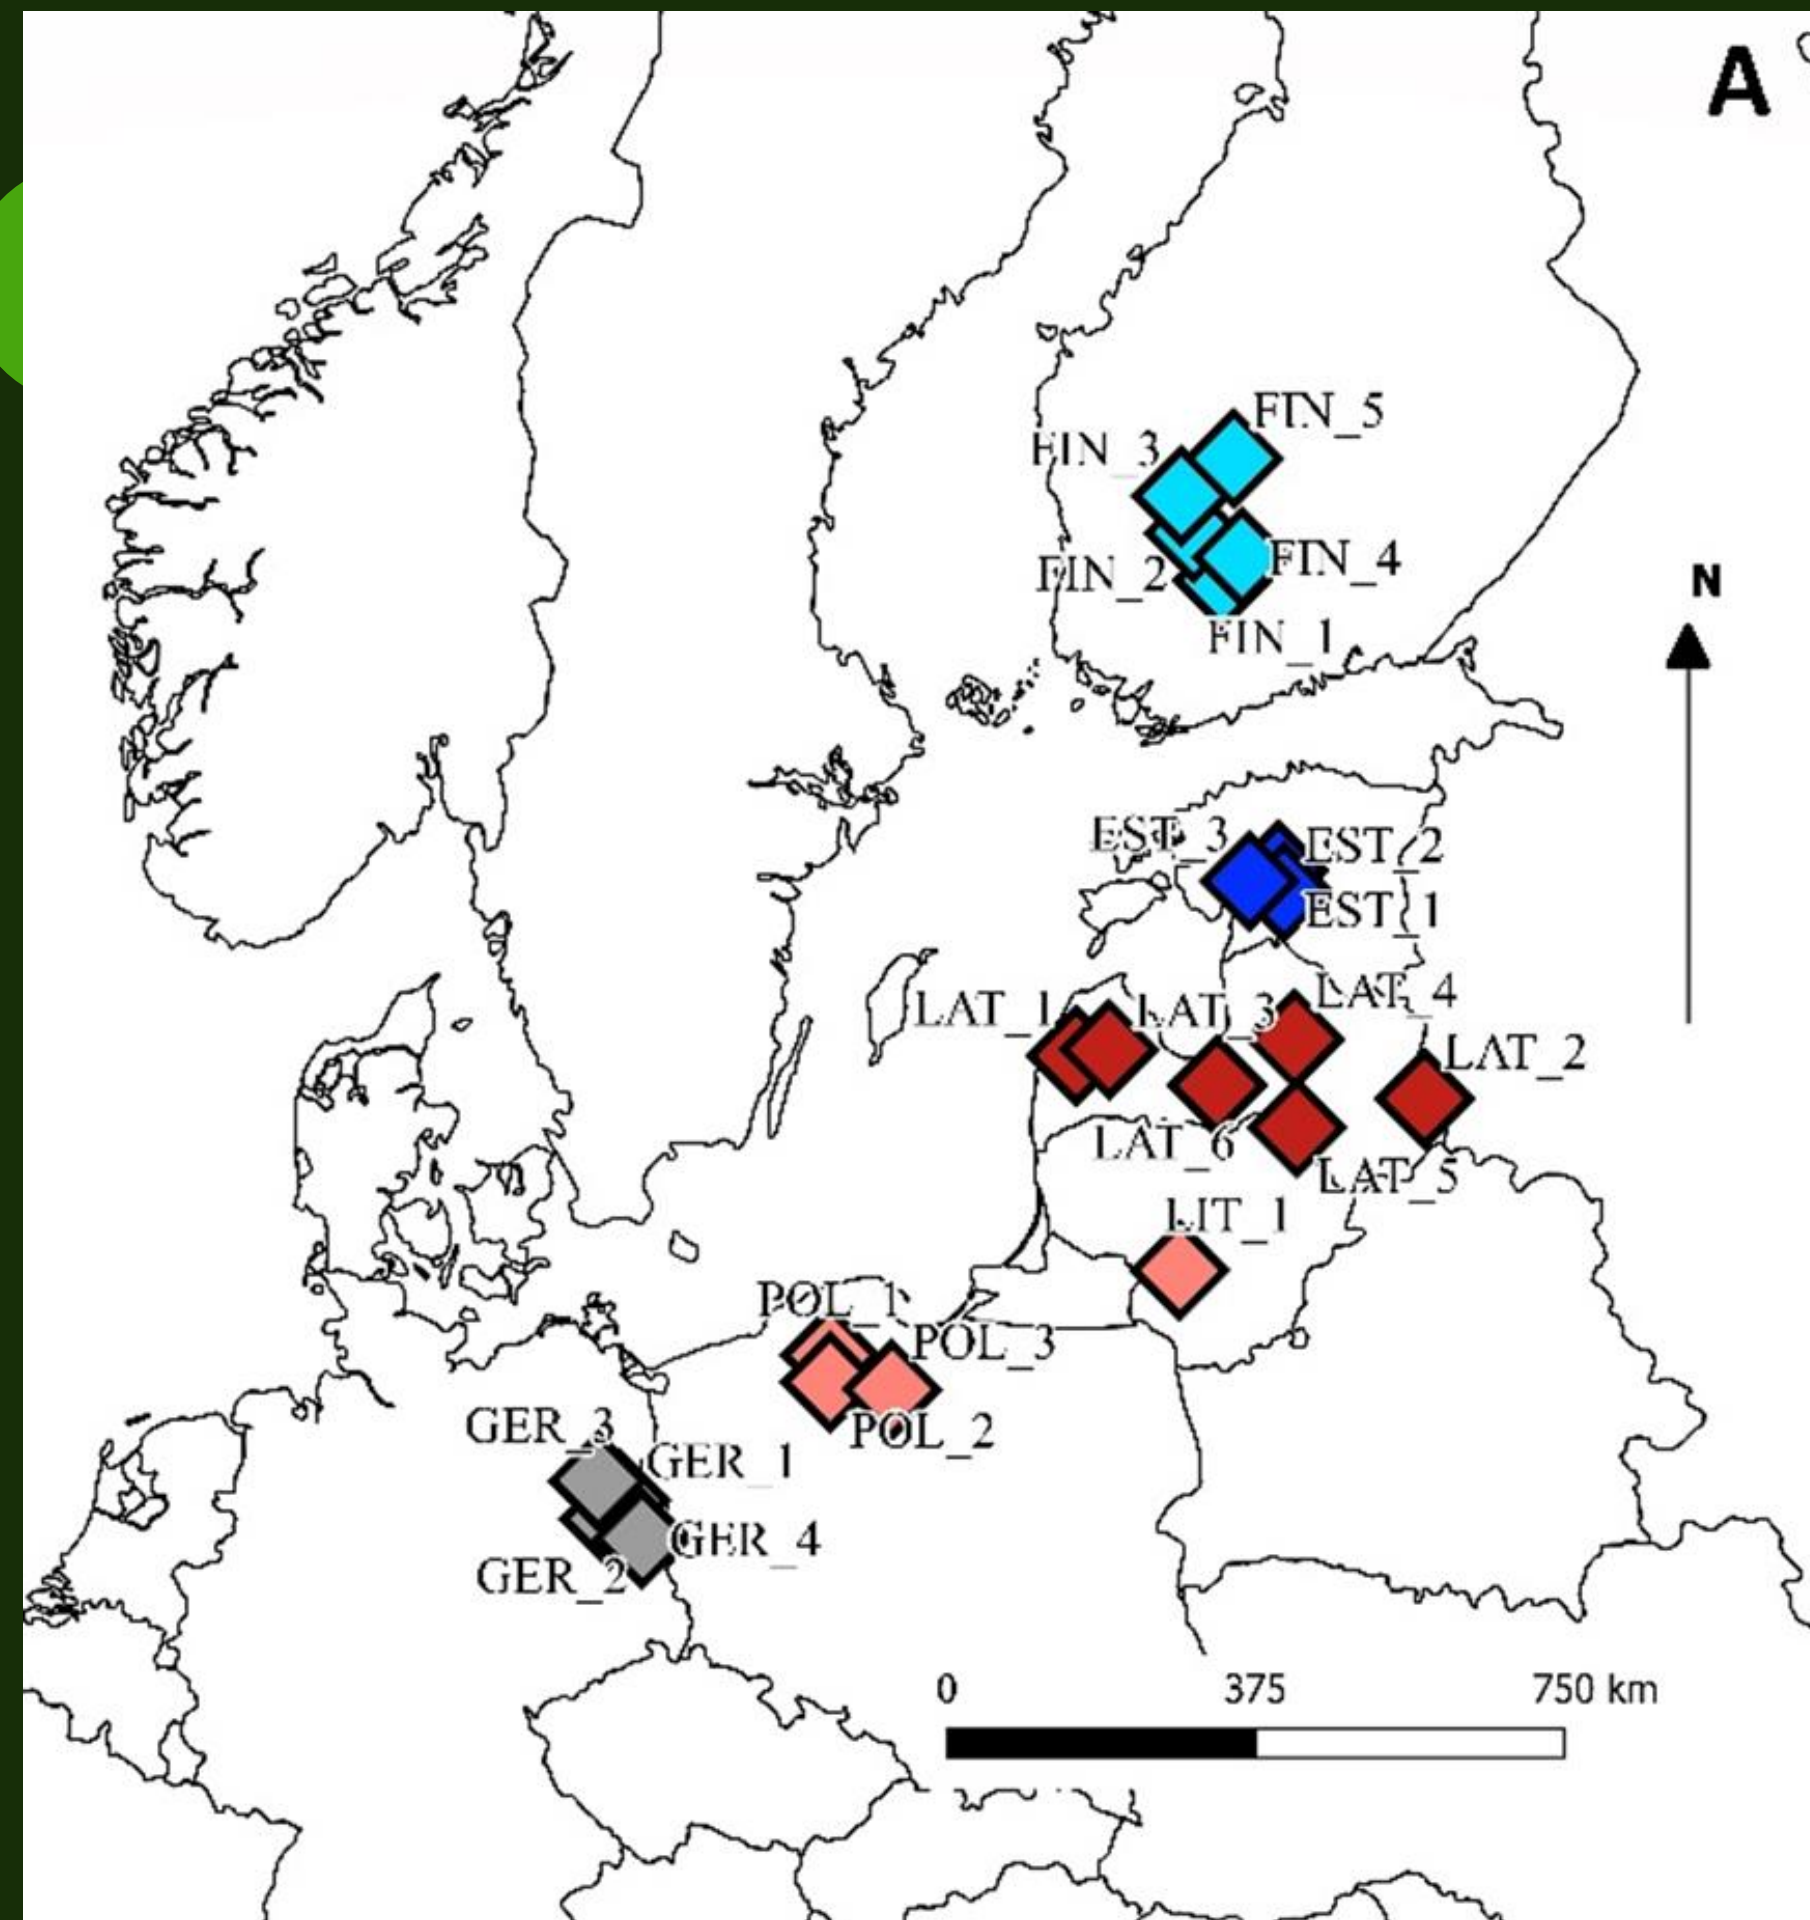 A
FIN_5
FIN_3
FIN_4
FIN_2
FIN_1
N
EST_3
EST_2
EST_1
LAT_4
LAT_1
LAT_3
LAT_2
LAT_6
LAT_5
LIT_1
POL_1
POL_3
POL_2
GER_3
GER_1
GER_4
GER_2
0 375 750 km